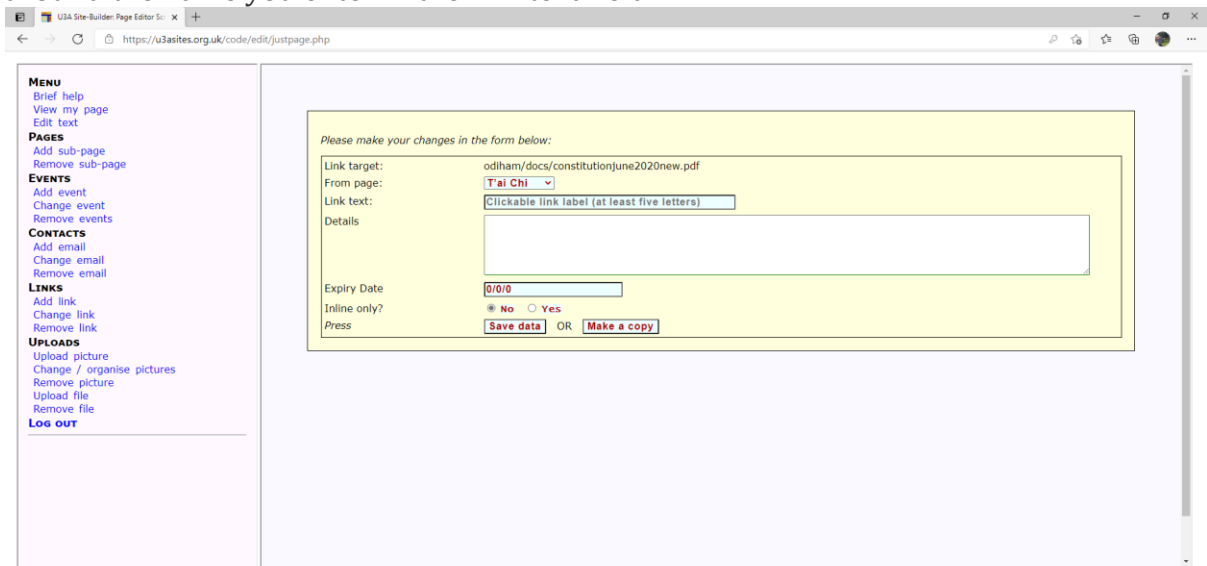 U3A Site-Builder: Page Editor Scr
https://u3asites.org.uk/code/edit/justpage.php
MENU
Brief help
View my page
Edit text
PAGES
Add sub-page
Remove sub-page
EVENTS
Add event
Change event
Remove events
CONTACTS
Add email
Change email
Remove email
LINKS
Add link
Change link
Remove link
UPLOADS
Upload picture
Change / organise pictures
Remove picture
Upload file
Remove file
LOG OUT
Please make your changes in the form below:
Link target: odiham/docs/constitutionjune2020new.pdf
From page: T'ai Chi
Link text: Clickable link label (at least five letters)
Details
Expiry Date 0/0/0
Inline only? No Yes
Press Save data OR Make a copy